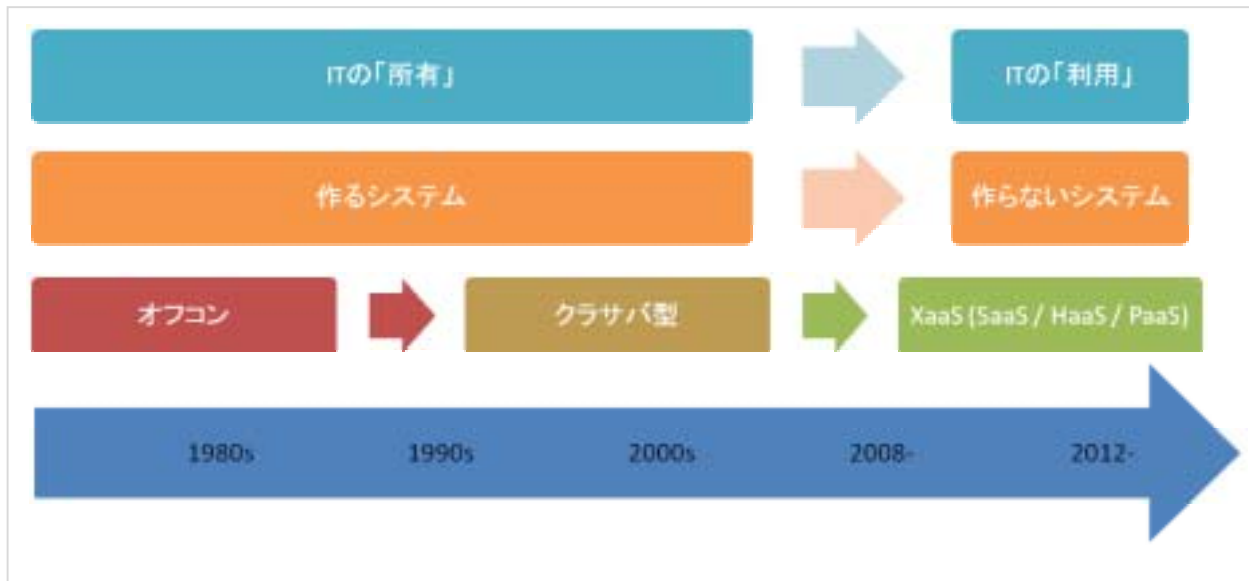 ITの「所有」
ITの「利用」
作るシステム
作らないシステム
オフコン
クラサバ型
XaaS (SaaS / HaaS / PaaS)
1980s
1990s
2000s
2008-
2012-